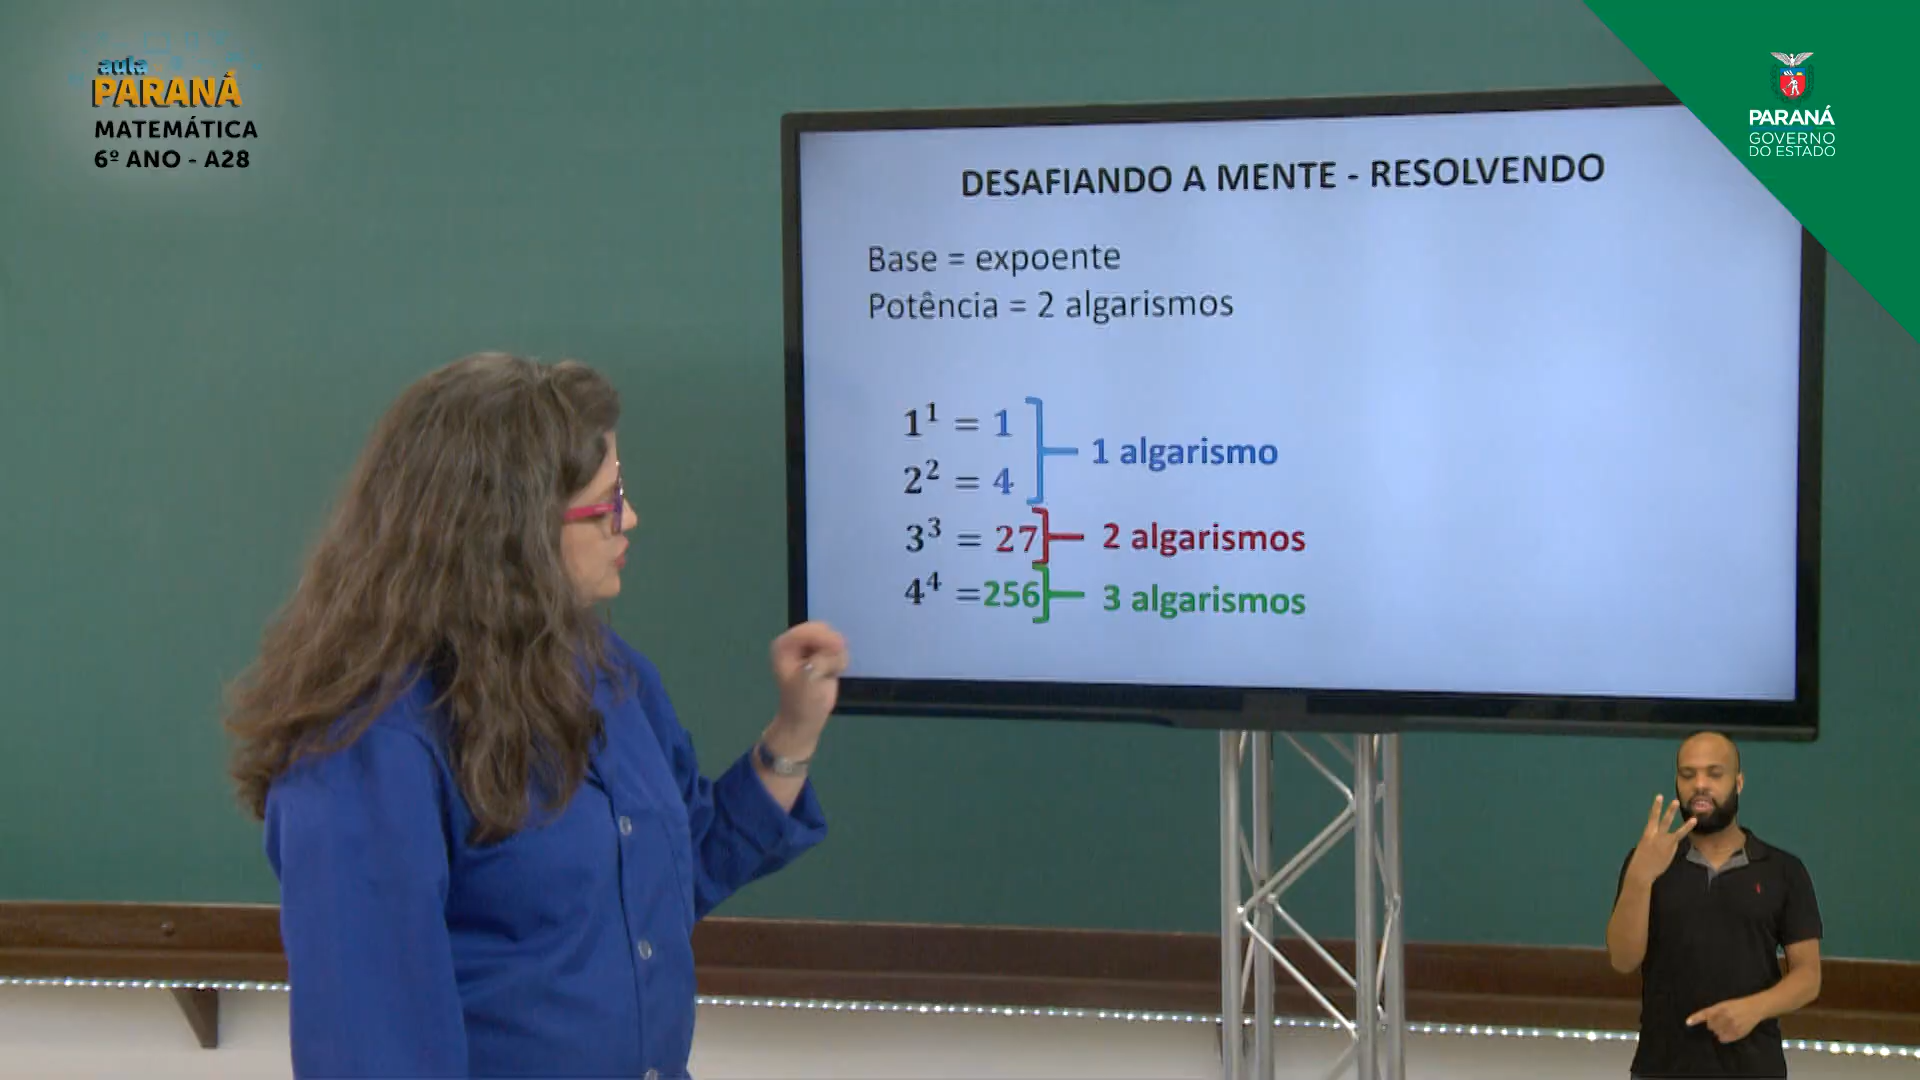 aula
PARANÁ
MATEMÁTICA
6º ANO - A28
PARANÁ
GOVERNO
DO ESTADO
DESAFIANDO A MENTE - RESOLVENDO
Base = expoente
Potência = 2 algarismos
1¹ = 1
2² = 4
1 algarismo
3³ = 27
2 algarismos
4⁴ =256
3 algarismos